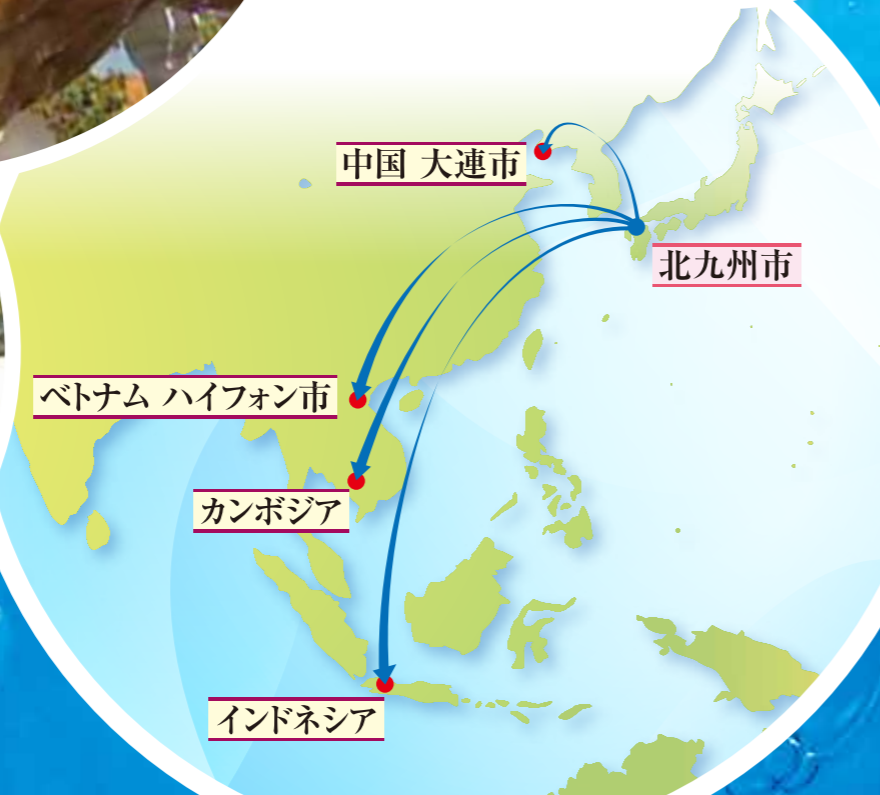 中国 大連市
北九州市
ベトナム ハイフォン市
カンボジア
インドネシア